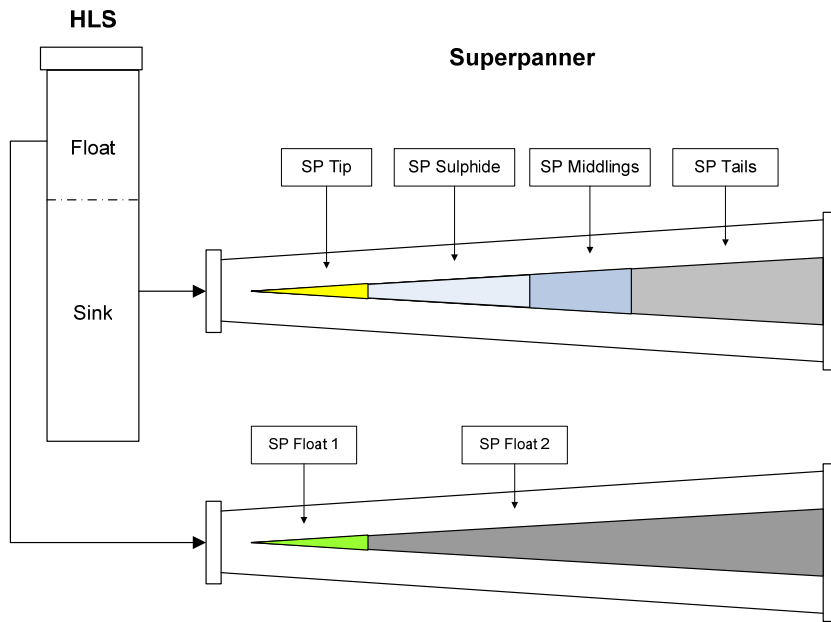 HLS
Superpanner
Float
Sink
SP Tip
SP Sulphide
SP Middlings
SP Tails
SP Float 1
SP Float 2